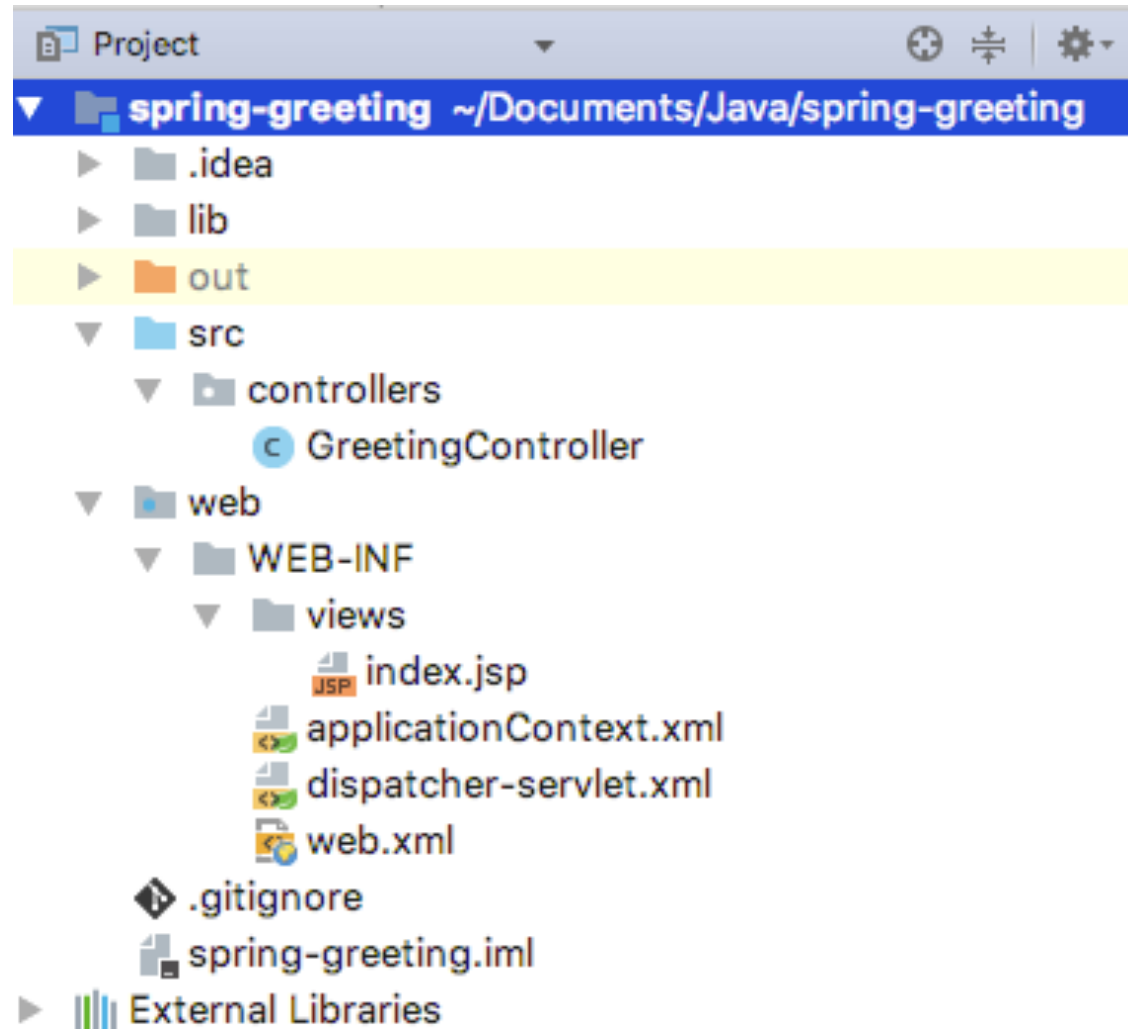 Project
spring-greeting ~/Documents/Java/spring-greeting
.idea
lib
out
src
controllers
C GreetingController
web
WEB-INF
views
JSP index.jsp
applicationContext.xml
dispatcher-servlet.xml
web.xml
.gitignore
spring-greeting.iml
External Libraries